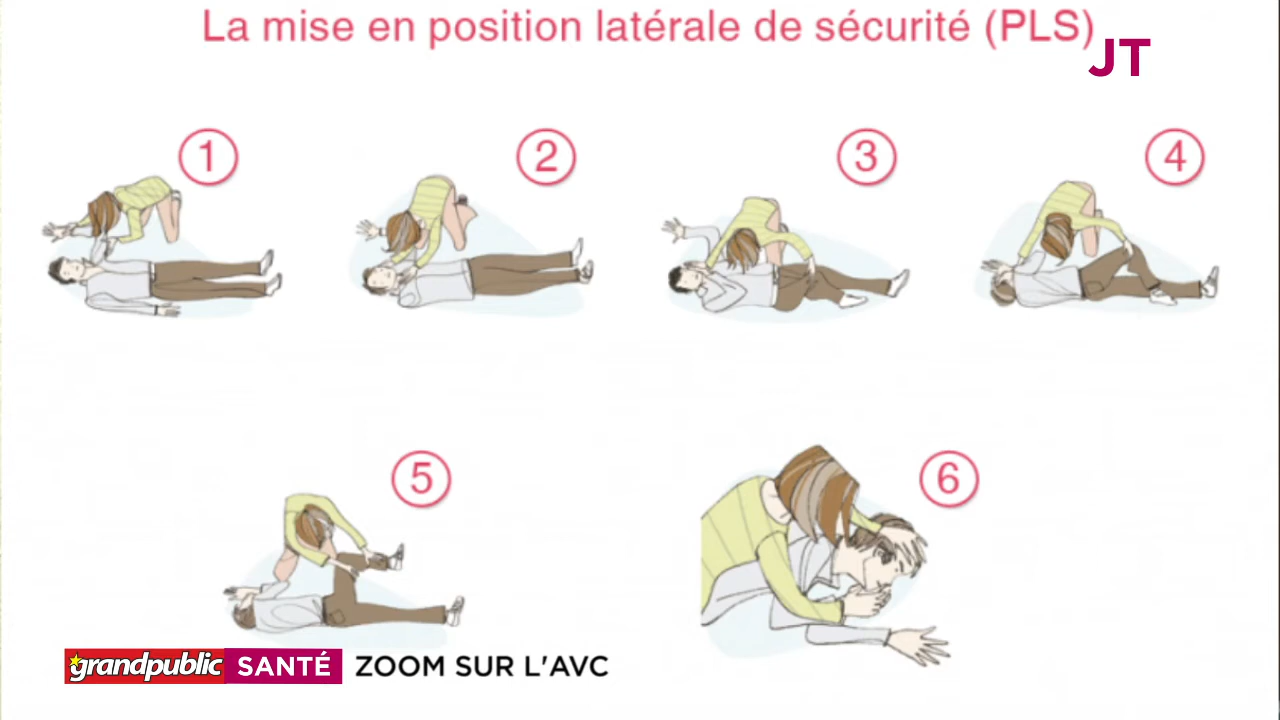 La mise en position latérale de sécurité (PLS)
JT
1
2
3
4
5
6
grandpublic SANTÉ ZOOM SUR L'AVC